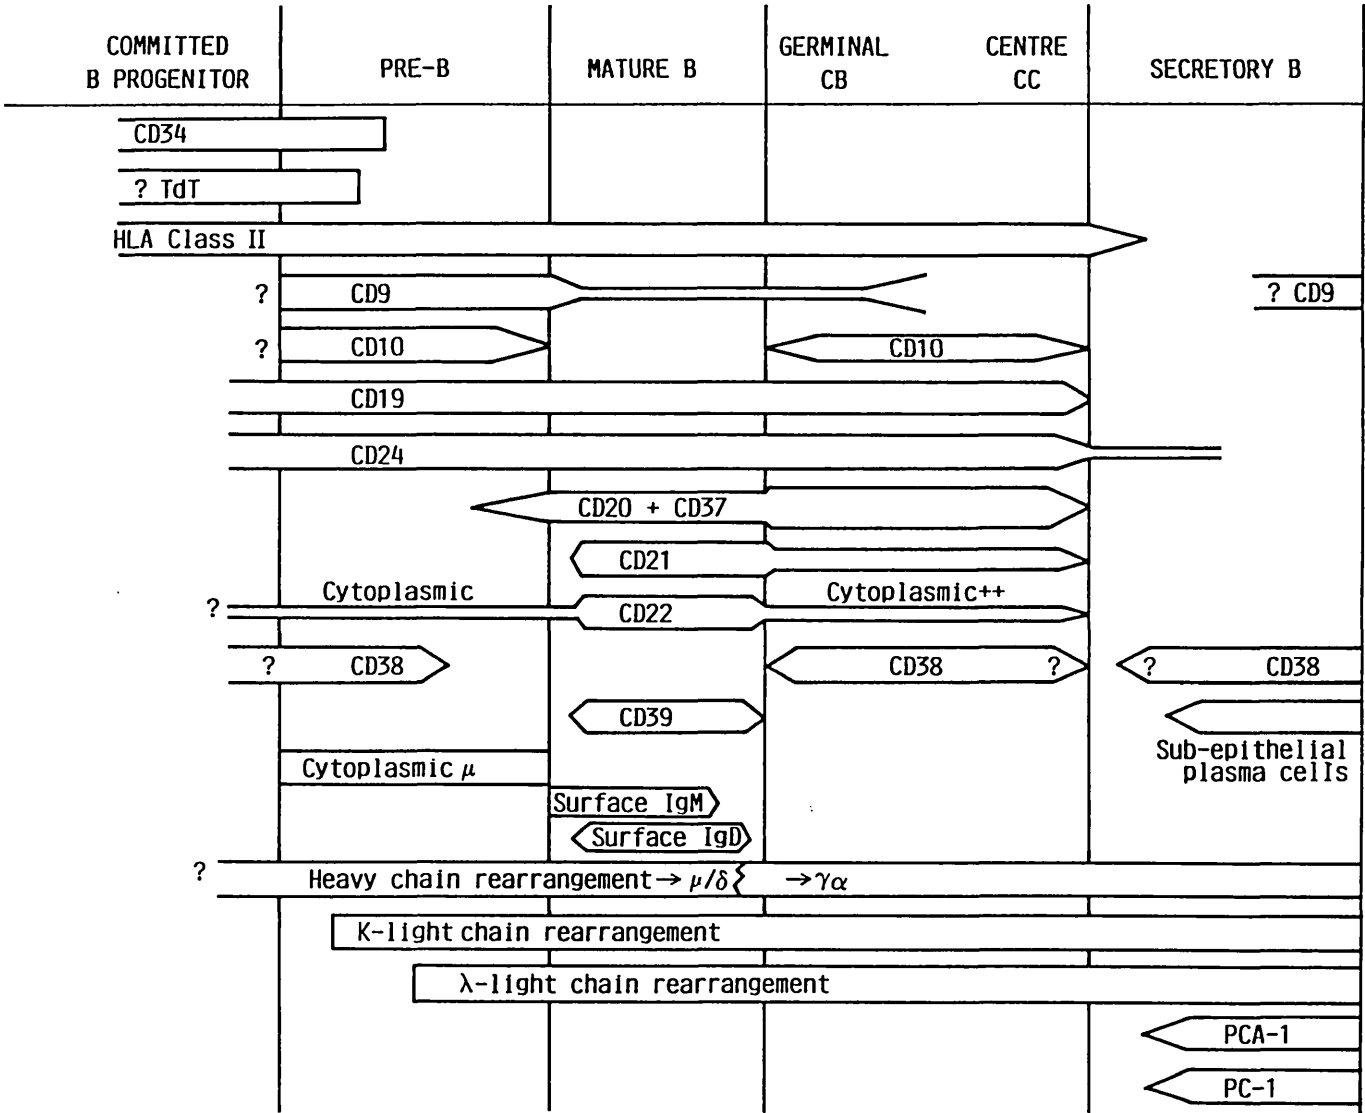 COMMITTED
B PROGENITOR
PRE-B
MATURE B
GERMINAL CENTRE
CB CC
SECRETORY B
CD34
? TdT
HLA Class II
? CD9 ? CD9
? CD10 CD10
CD19
CD24
CD20 + CD37
CD21
Cytoplasmic Cytoplasmic++
? CD22
? CD38 CD38 ? ? CD38
CD39
Sub-epithelial
plasma cells
Cytoplasmic μ
Surface IgM
Surface IgD
? Heavy chain rearrangement→ μ/δ →γα
K-light chain rearrangement
λ-light chain rearrangement
PCA-1
PC-1